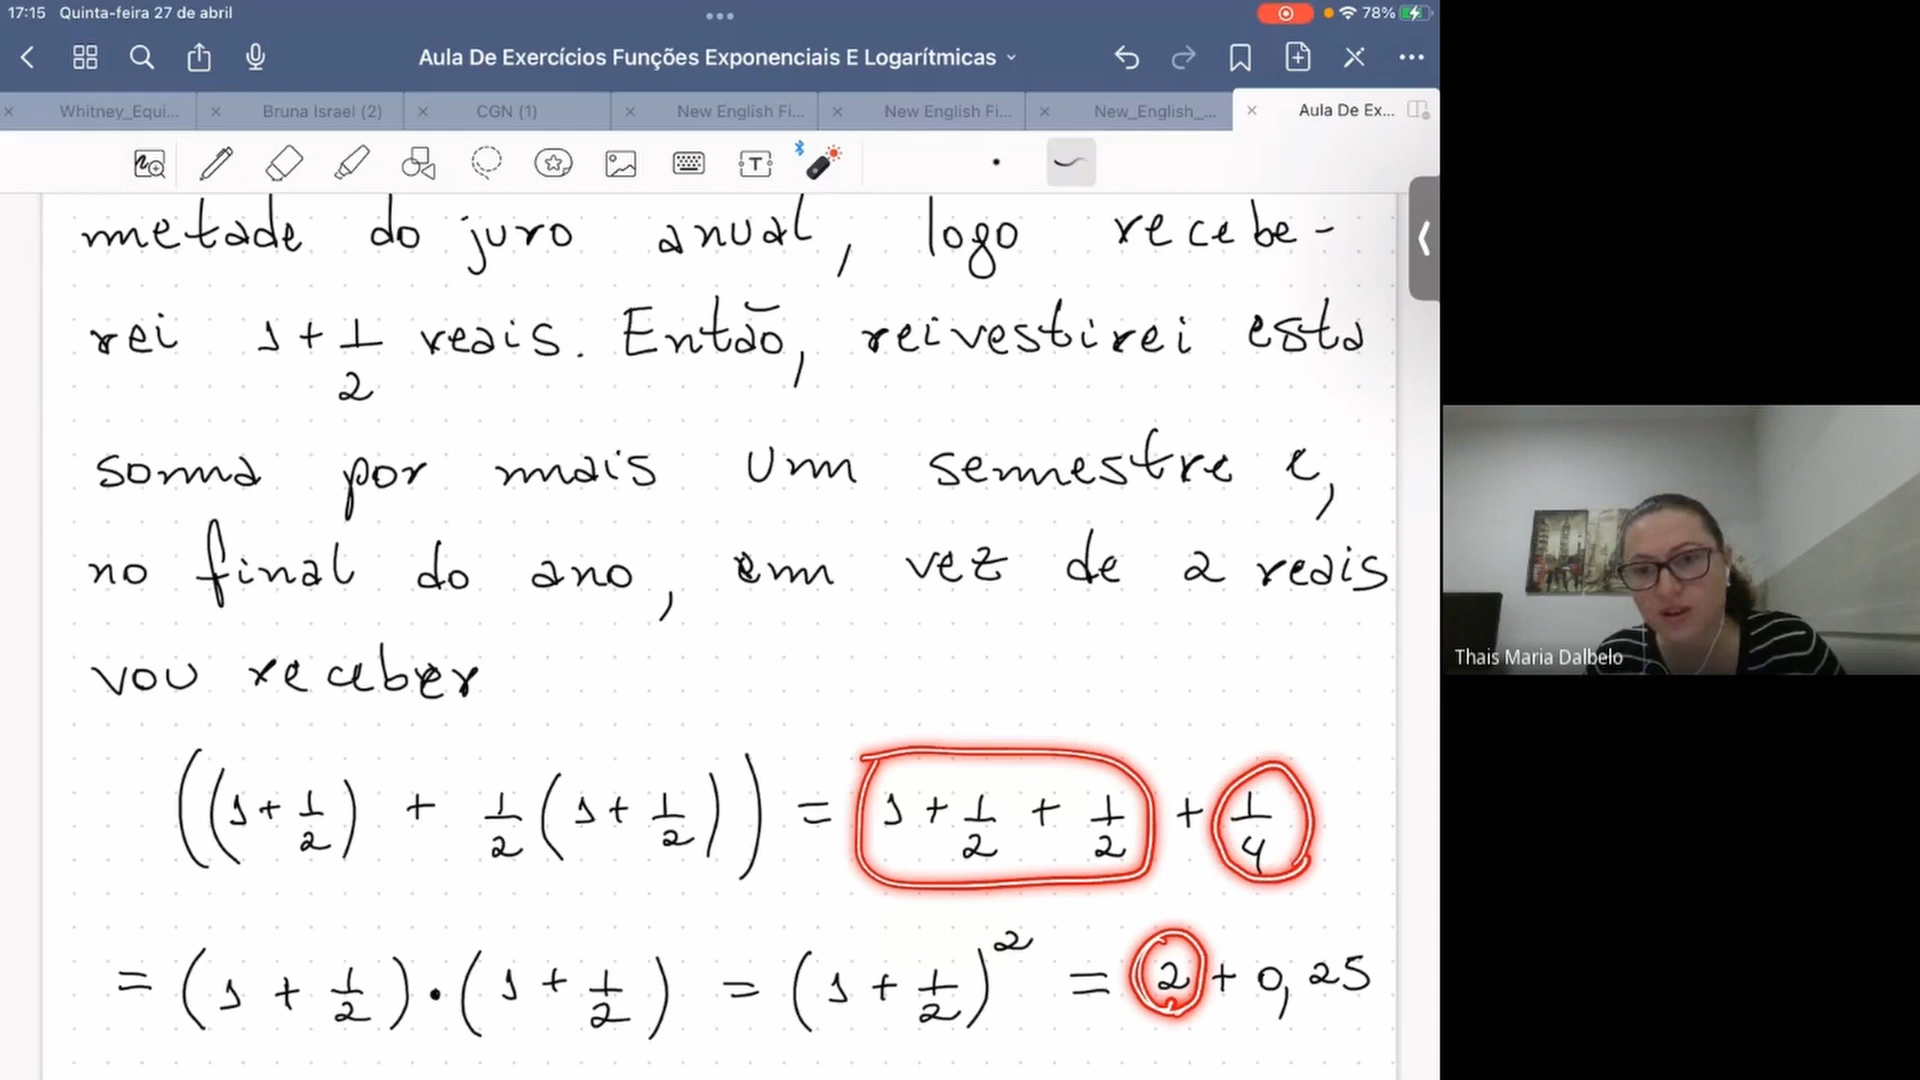 17:15 Quinta-feira 27 de abril
78%
Aula De Exercícios Funções Exponenciais E Logarítmicas
Whitney_Equi... Bruna Israel (2) CGN (1) New English Fi... New English Fi... New_English_... Aula De Ex...
metade do juro anual, logo recebe-
rei 1 + 1/2 reais. Então, reivestirei esta
soma por mais um semestre e,
no final do ano, em vez de 2 reais
vou receber
((1 + 1/2) + 1/2 (1 + 1/2)) = 1 + 1/2 + 1/2 + 1/4
= (1 + 1/2) · (1 + 1/2) = (1 + 1/2)² = 2 + 0,25
Thais Maria Dalbelo